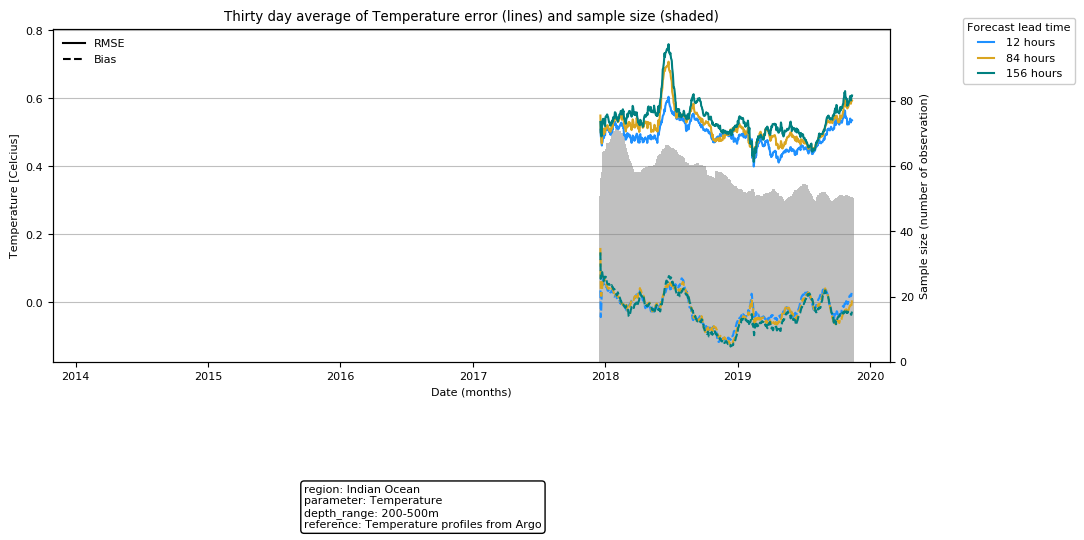 Thirty day average of Temperature error (lines) and sample size (shaded)
Forecast lead time
12 hours
84 hours
156 hours
RMSE
Bias
Temperature [Celcius]
0.8
0.6
0.4
0.2
0.0
Sample size (number of observation)
80
60
40
20
0
2014
2015
2016
2017
2018
2019
2020
Date (months)
region: Indian Ocean
parameter: Temperature
depth_range: 200-500m
reference: Temperature profiles from Argo